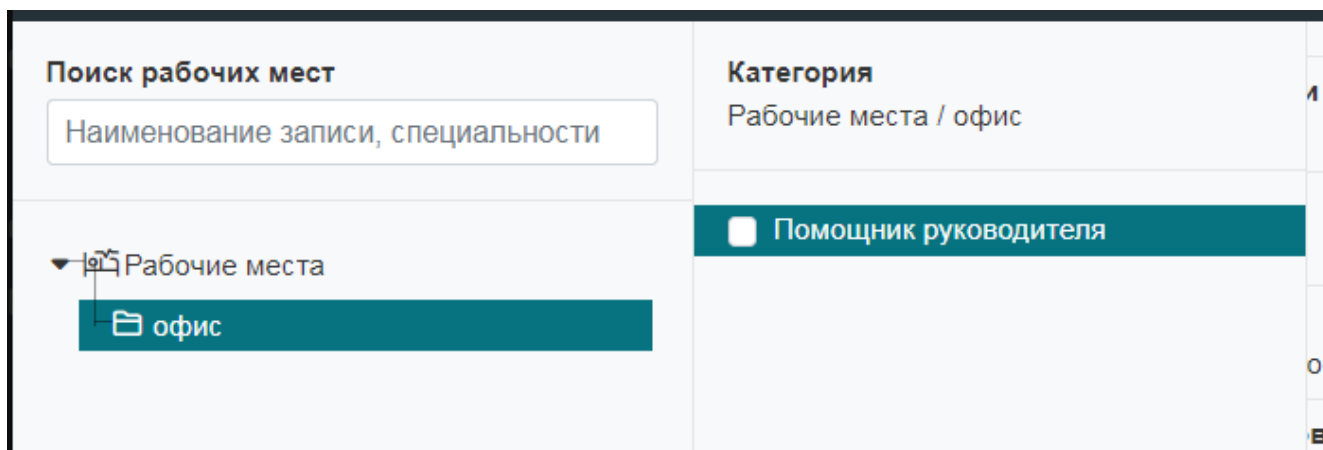 Поиск рабочих мест
Наименование записи, специальности
Рабочие места
офис
Категория
Рабочие места / офис
Помощник руководителя